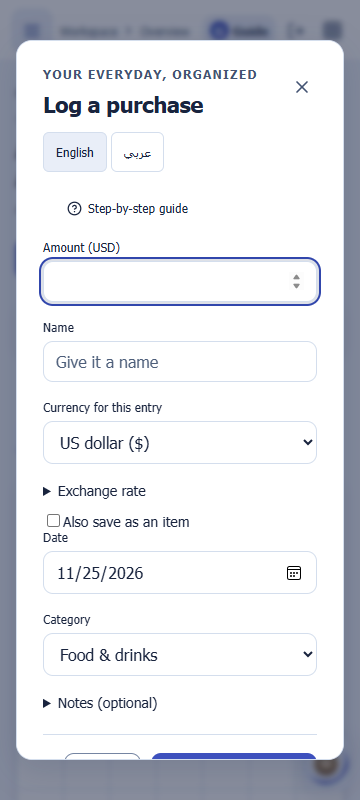 YOUR EVERYDAY, ORGANIZED
Log a purchase
English
عربي
Step-by-step guide
Amount (USD)
Name
Give it a name
Currency for this entry
US dollar ($)
Exchange rate
Also save as an item
Date
11/25/2026
Category
Food & drinks
Notes (optional)